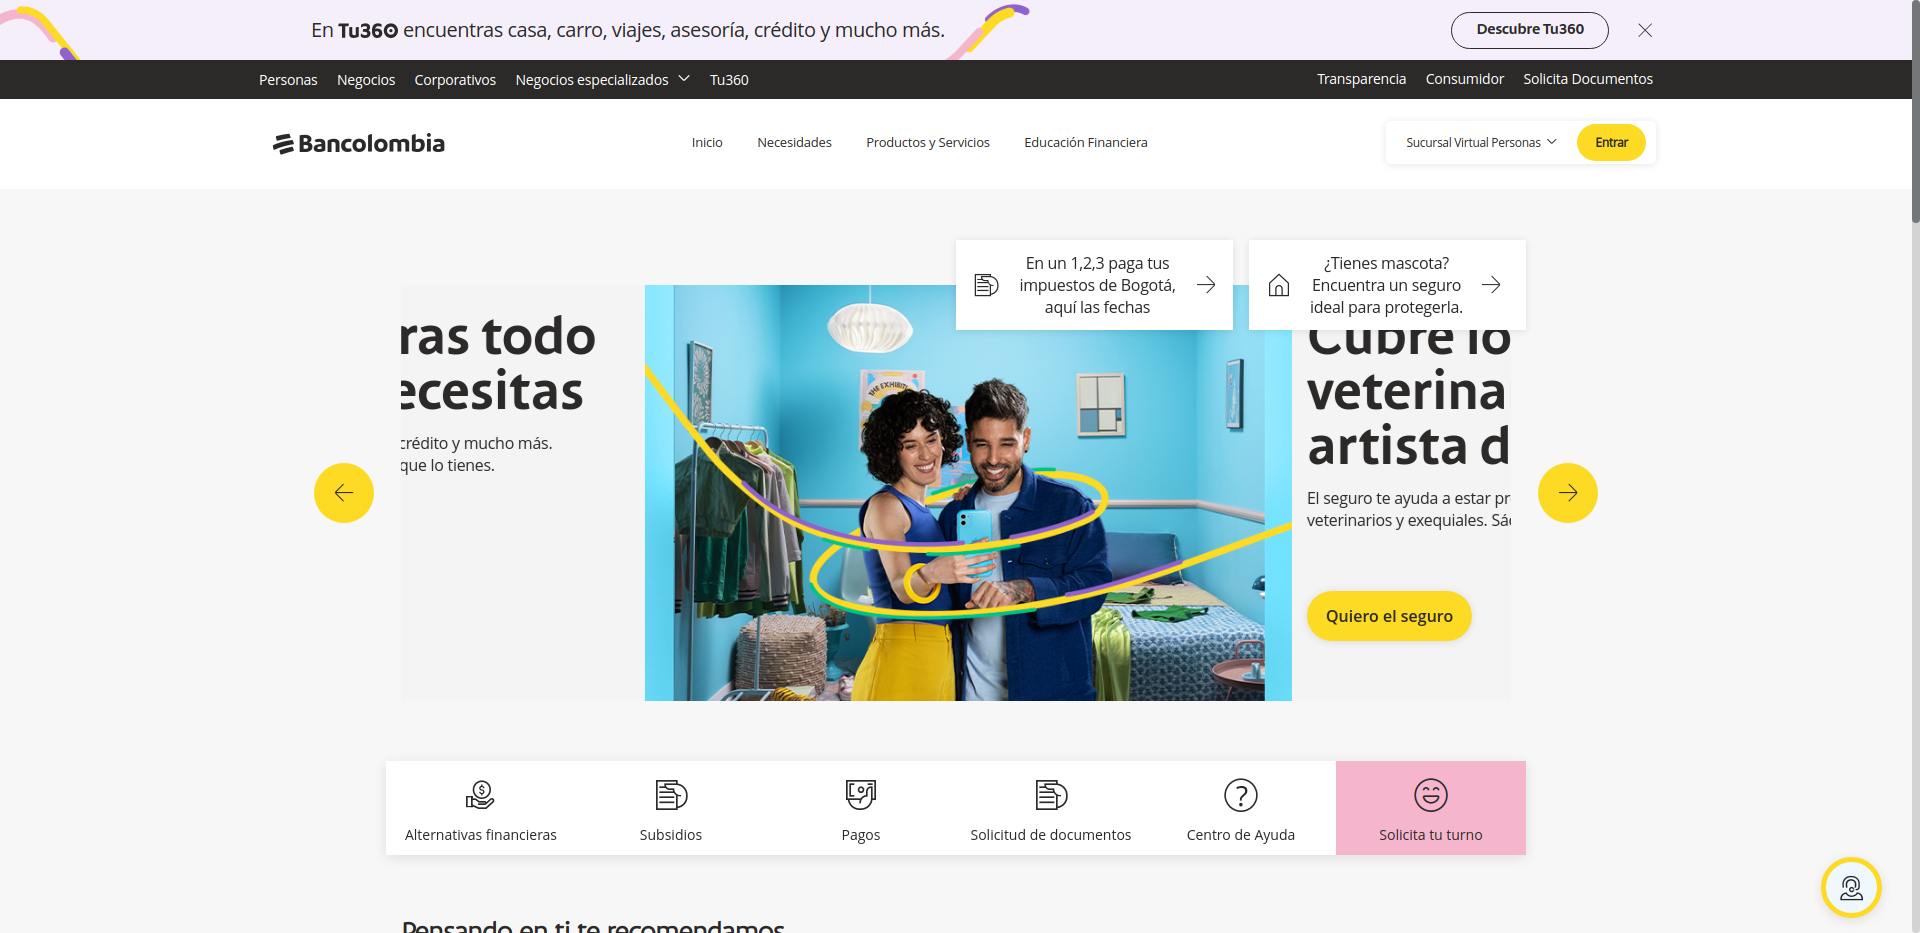 En Tu360 encuentras casa, carro, viajes, asesoría, crédito y mucho más.
Descubre Tu360
Personas
Negocios
Corporativos
Negocios especializados
Tu360
Transparencia
Consumidor
Solicita Documentos
Bancolombia
Inicio
Necesidades
Productos y Servicios
Educación Financiera
Sucursal Virtual Personas
Entrar
En un 1,2,3 paga tus
impuestos de Bogotá,
aquí las fechas
¿Tienes mascota?
Encuentra un seguro
ideal para protegerla.
ras todo
ecesitas
crédito y mucho más.
que lo tienes.
THE EXHIBITI
Cubre lo
veterina
artista d
El seguro te ayuda a estar pr
veterinarios y exequiales. Sá
Quiero el seguro
Alternativas financieras
Subsidios
Pagos
Solicitud de documentos
Centro de Ayuda
Solicita tu turno
Pensando en ti te recomendamos